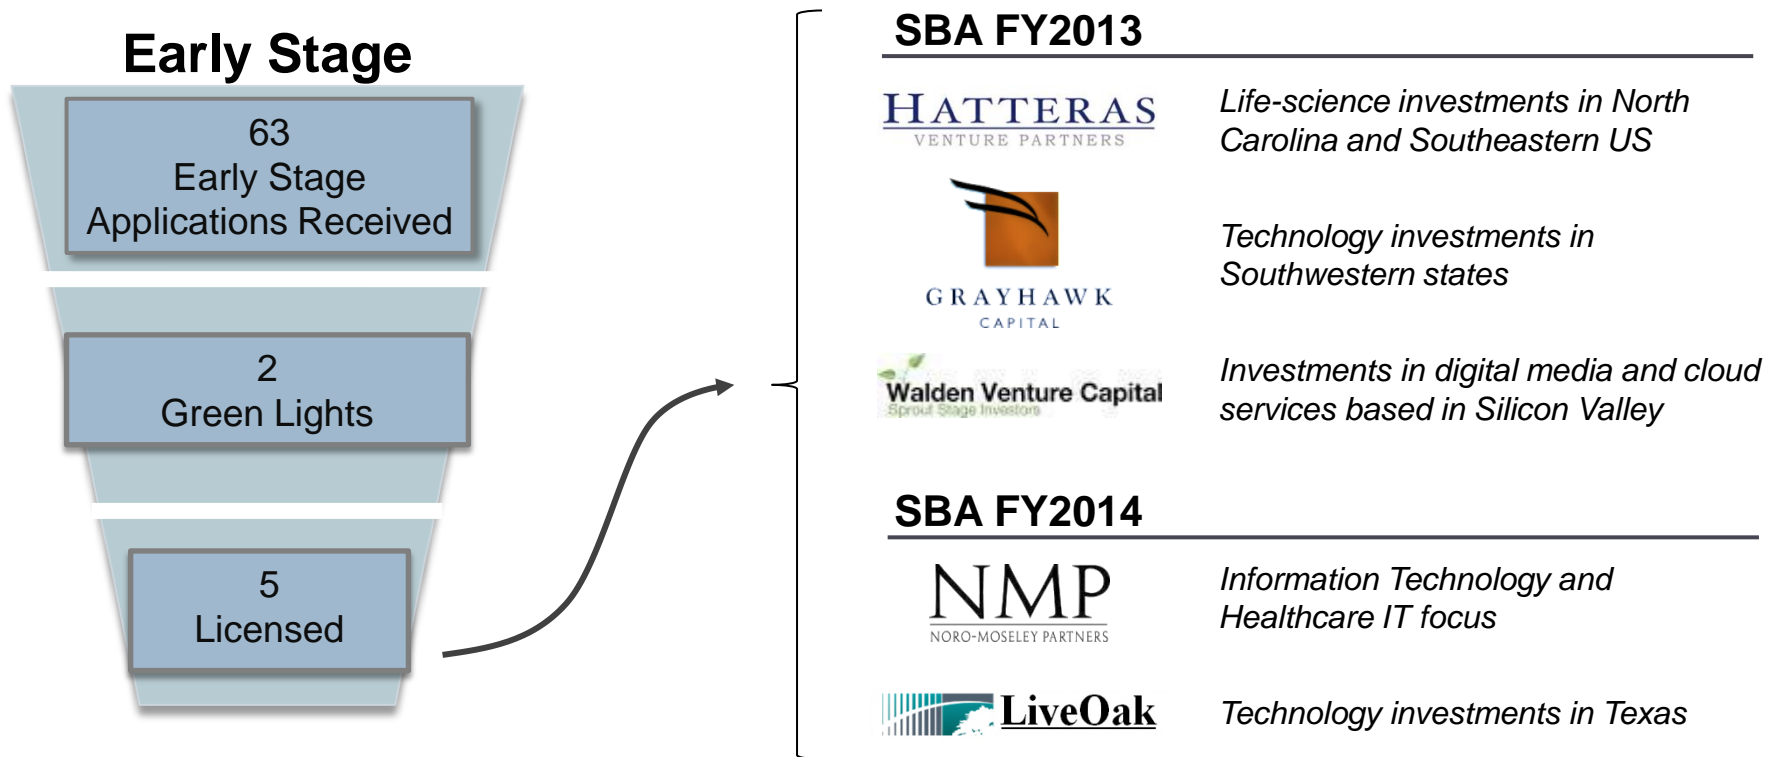 Early Stage
63
Early Stage
Applications Received
2
Green Lights
5
Licensed
SBA FY2013
HATTERAS
VENTURE PARTNERS
Life-science investments in North
Carolina and Southeastern US
GRAYHAWK
CAPITAL
Technology investments in
Southwestern states
Walden Venture Capital
Sprout Stage Investors
Investments in digital media and cloud
services based in Silicon Valley
SBA FY2014
NMP
NORO-MOSELEY PARTNERS
Information Technology and
Healthcare IT focus
LiveOak
Technology investments in Texas